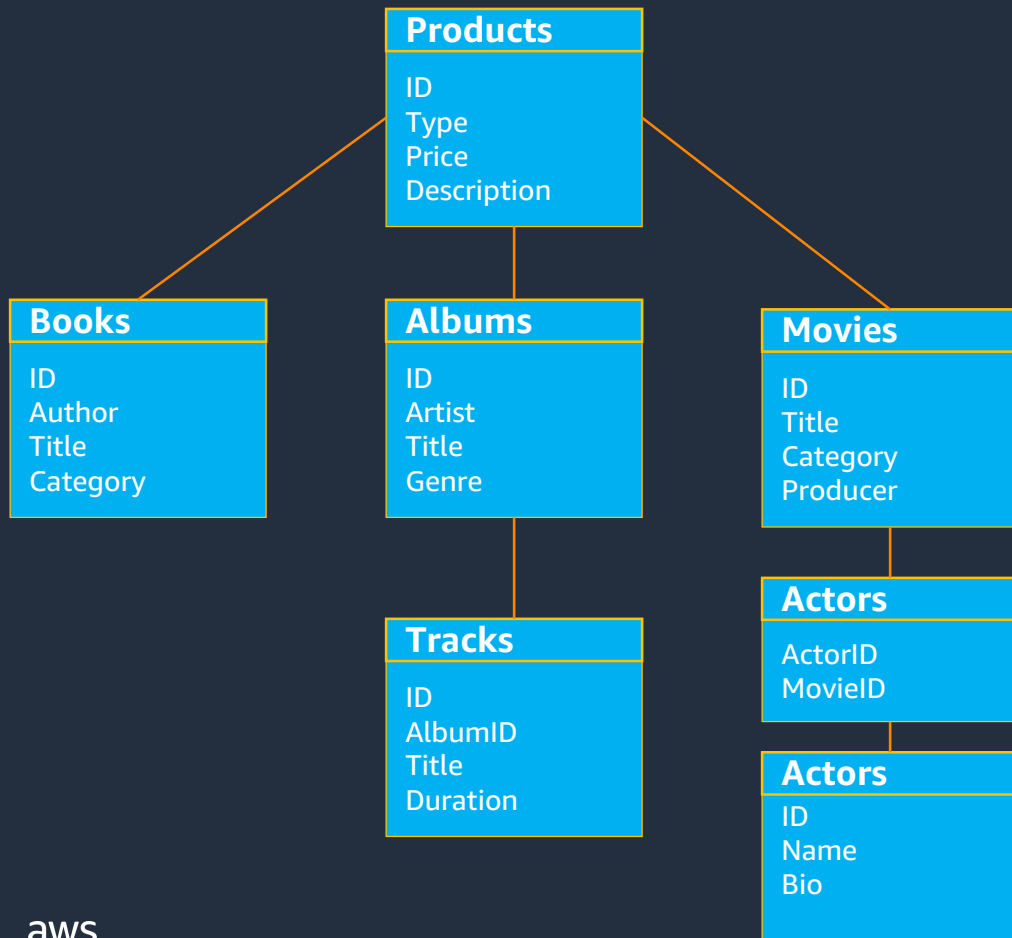 Products
ID
Type
Price
Description
Books
ID
Author
Title
Category
Albums
ID
Artist
Title
Genre
Movies
ID
Title
Category
Producer
Tracks
ID
AlbumID
Title
Duration
Actors
ActorID
MovieID
Actors
ID
Name
Bio
aws